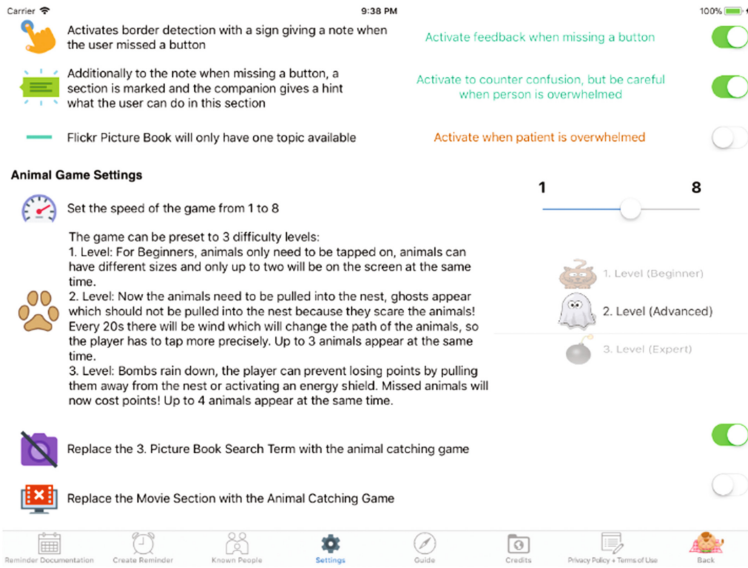 Carrier 9:38 PM 100%
Activates border detection with a sign giving a note when
the user missed a button
Activate feedback when missing a button
Additionally to the note when missing a button, a
section is marked and the companion gives a hint
what the user can do in this section
Activate to counter confusion, but be careful
when person is overwhelmed
Flickr Picture Book will only have one topic available
Activate when patient is overwhelmed
Animal Game Settings
Set the speed of the game from 1 to 8
1 8
The game can be preset to 3 difficulty levels:
1. Level: For Beginners, animals only need to be tapped on, animals can
have different sizes and only up to two will be on the screen at the same
time.
2. Level: Now the animals need to be pulled into the nest, ghosts appear
which should not be pulled into the nest because they scare the animals!
Every 20s there will be wind which will change the path of the animals, so
the player has to tap more precisely. Up to 3 animals appear at the same
time.
3. Level: Bombs rain down, the player can prevent losing points by pulling
them away from the nest or activating an energy shield. Missed animals will
now cost points! Up to 4 animals appear at the same time.
1. Level (Beginner)
2. Level (Advanced)
3. Level (Expert)
Replace the 3. Picture Book Search Term with the animal catching game
Replace the Movie Section with the Animal Catching Game
Reminder Documentation Create Reminder Known People Settings Guide Credits Privacy Policy + Terms of Use Back